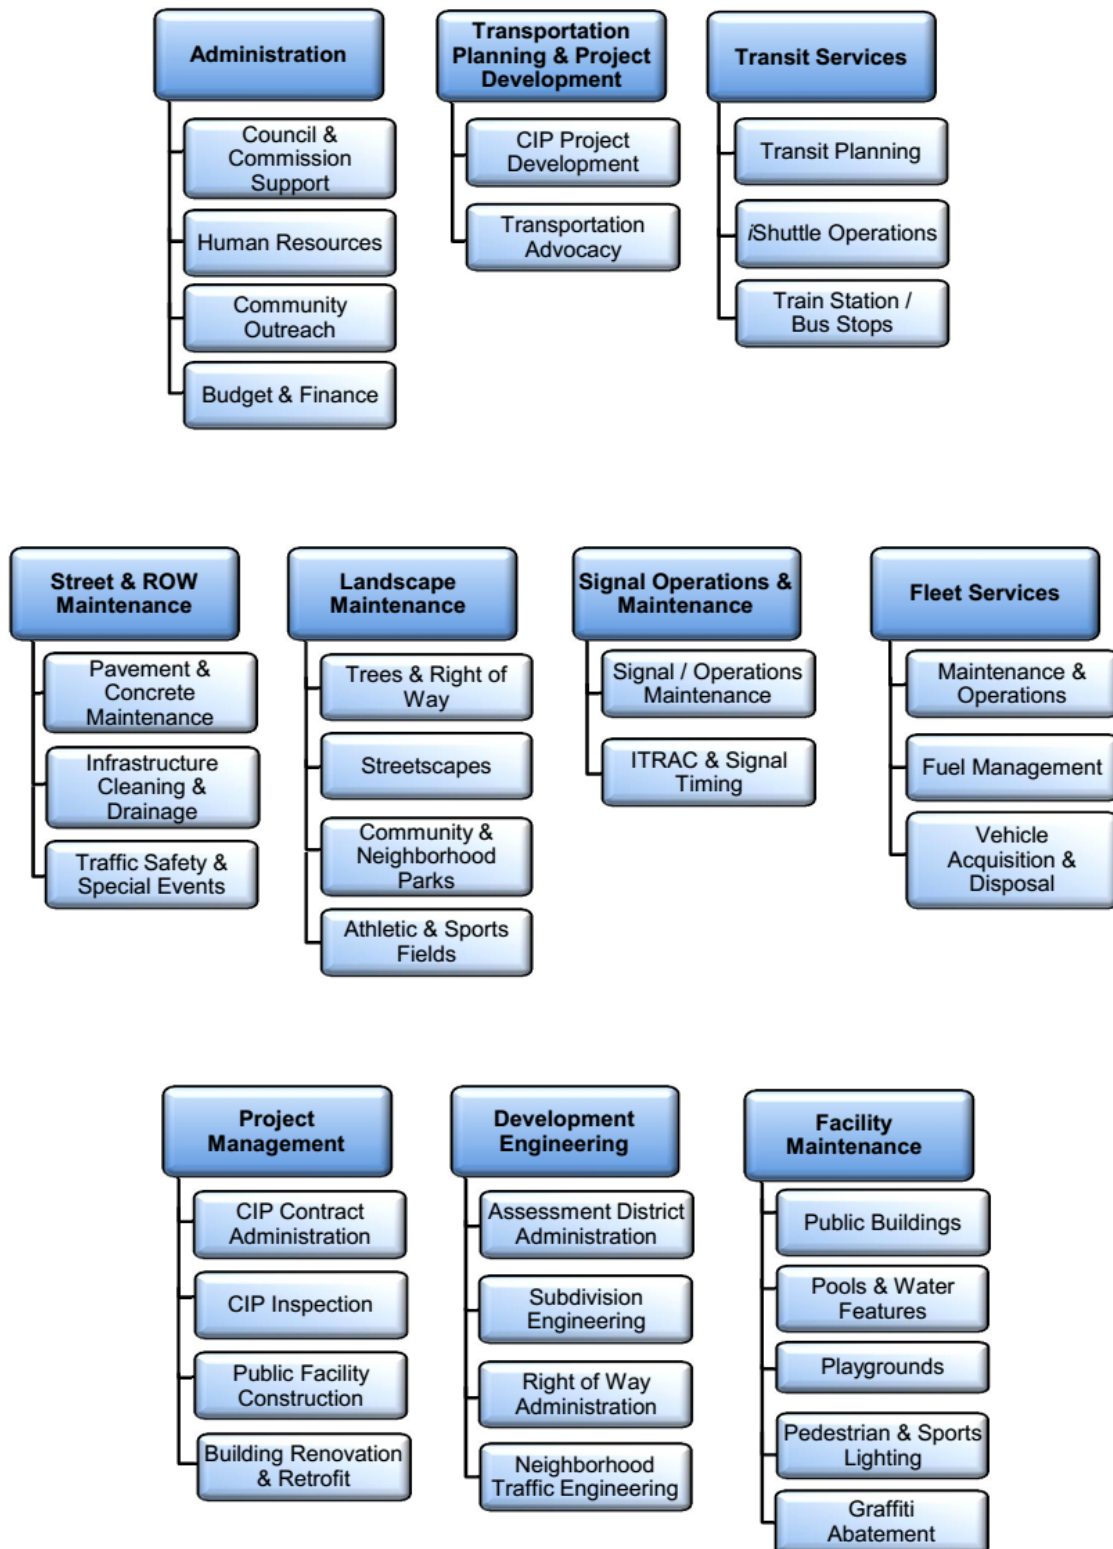 Administration
Council &
Commission
Support
Human Resources
Community
Outreach
Budget & Finance
Transportation
Planning & Project
Development
CIP Project
Development
Transportation
Advocacy
Transit Services
Transit Planning
iShuttle Operations
Train Station /
Bus Stops
Street & ROW
Maintenance
Pavement &
Concrete
Maintenance
Infrastructure
Cleaning &
Drainage
Traffic Safety &
Special Events
Landscape
Maintenance
Trees & Right of
Way
Streetscapes
Community &
Neighborhood
Parks
Athletic & Sports
Fields
Signal Operations &
Maintenance
Signal / Operations
Maintenance
ITRAC & Signal
Timing
Fleet Services
Maintenance &
Operations
Fuel Management
Vehicle
Acquisition &
Disposal
Project
Management
CIP Contract
Administration
CIP Inspection
Public Facility
Construction
Building Renovation
& Retrofit
Development
Engineering
Assessment District
Administration
Subdivision
Engineering
Right of Way
Administration
Neighborhood
Traffic Engineering
Facility
Maintenance
Public Buildings
Pools & Water
Features
Playgrounds
Pedestrian & Sports
Lighting
Graffiti
Abatement